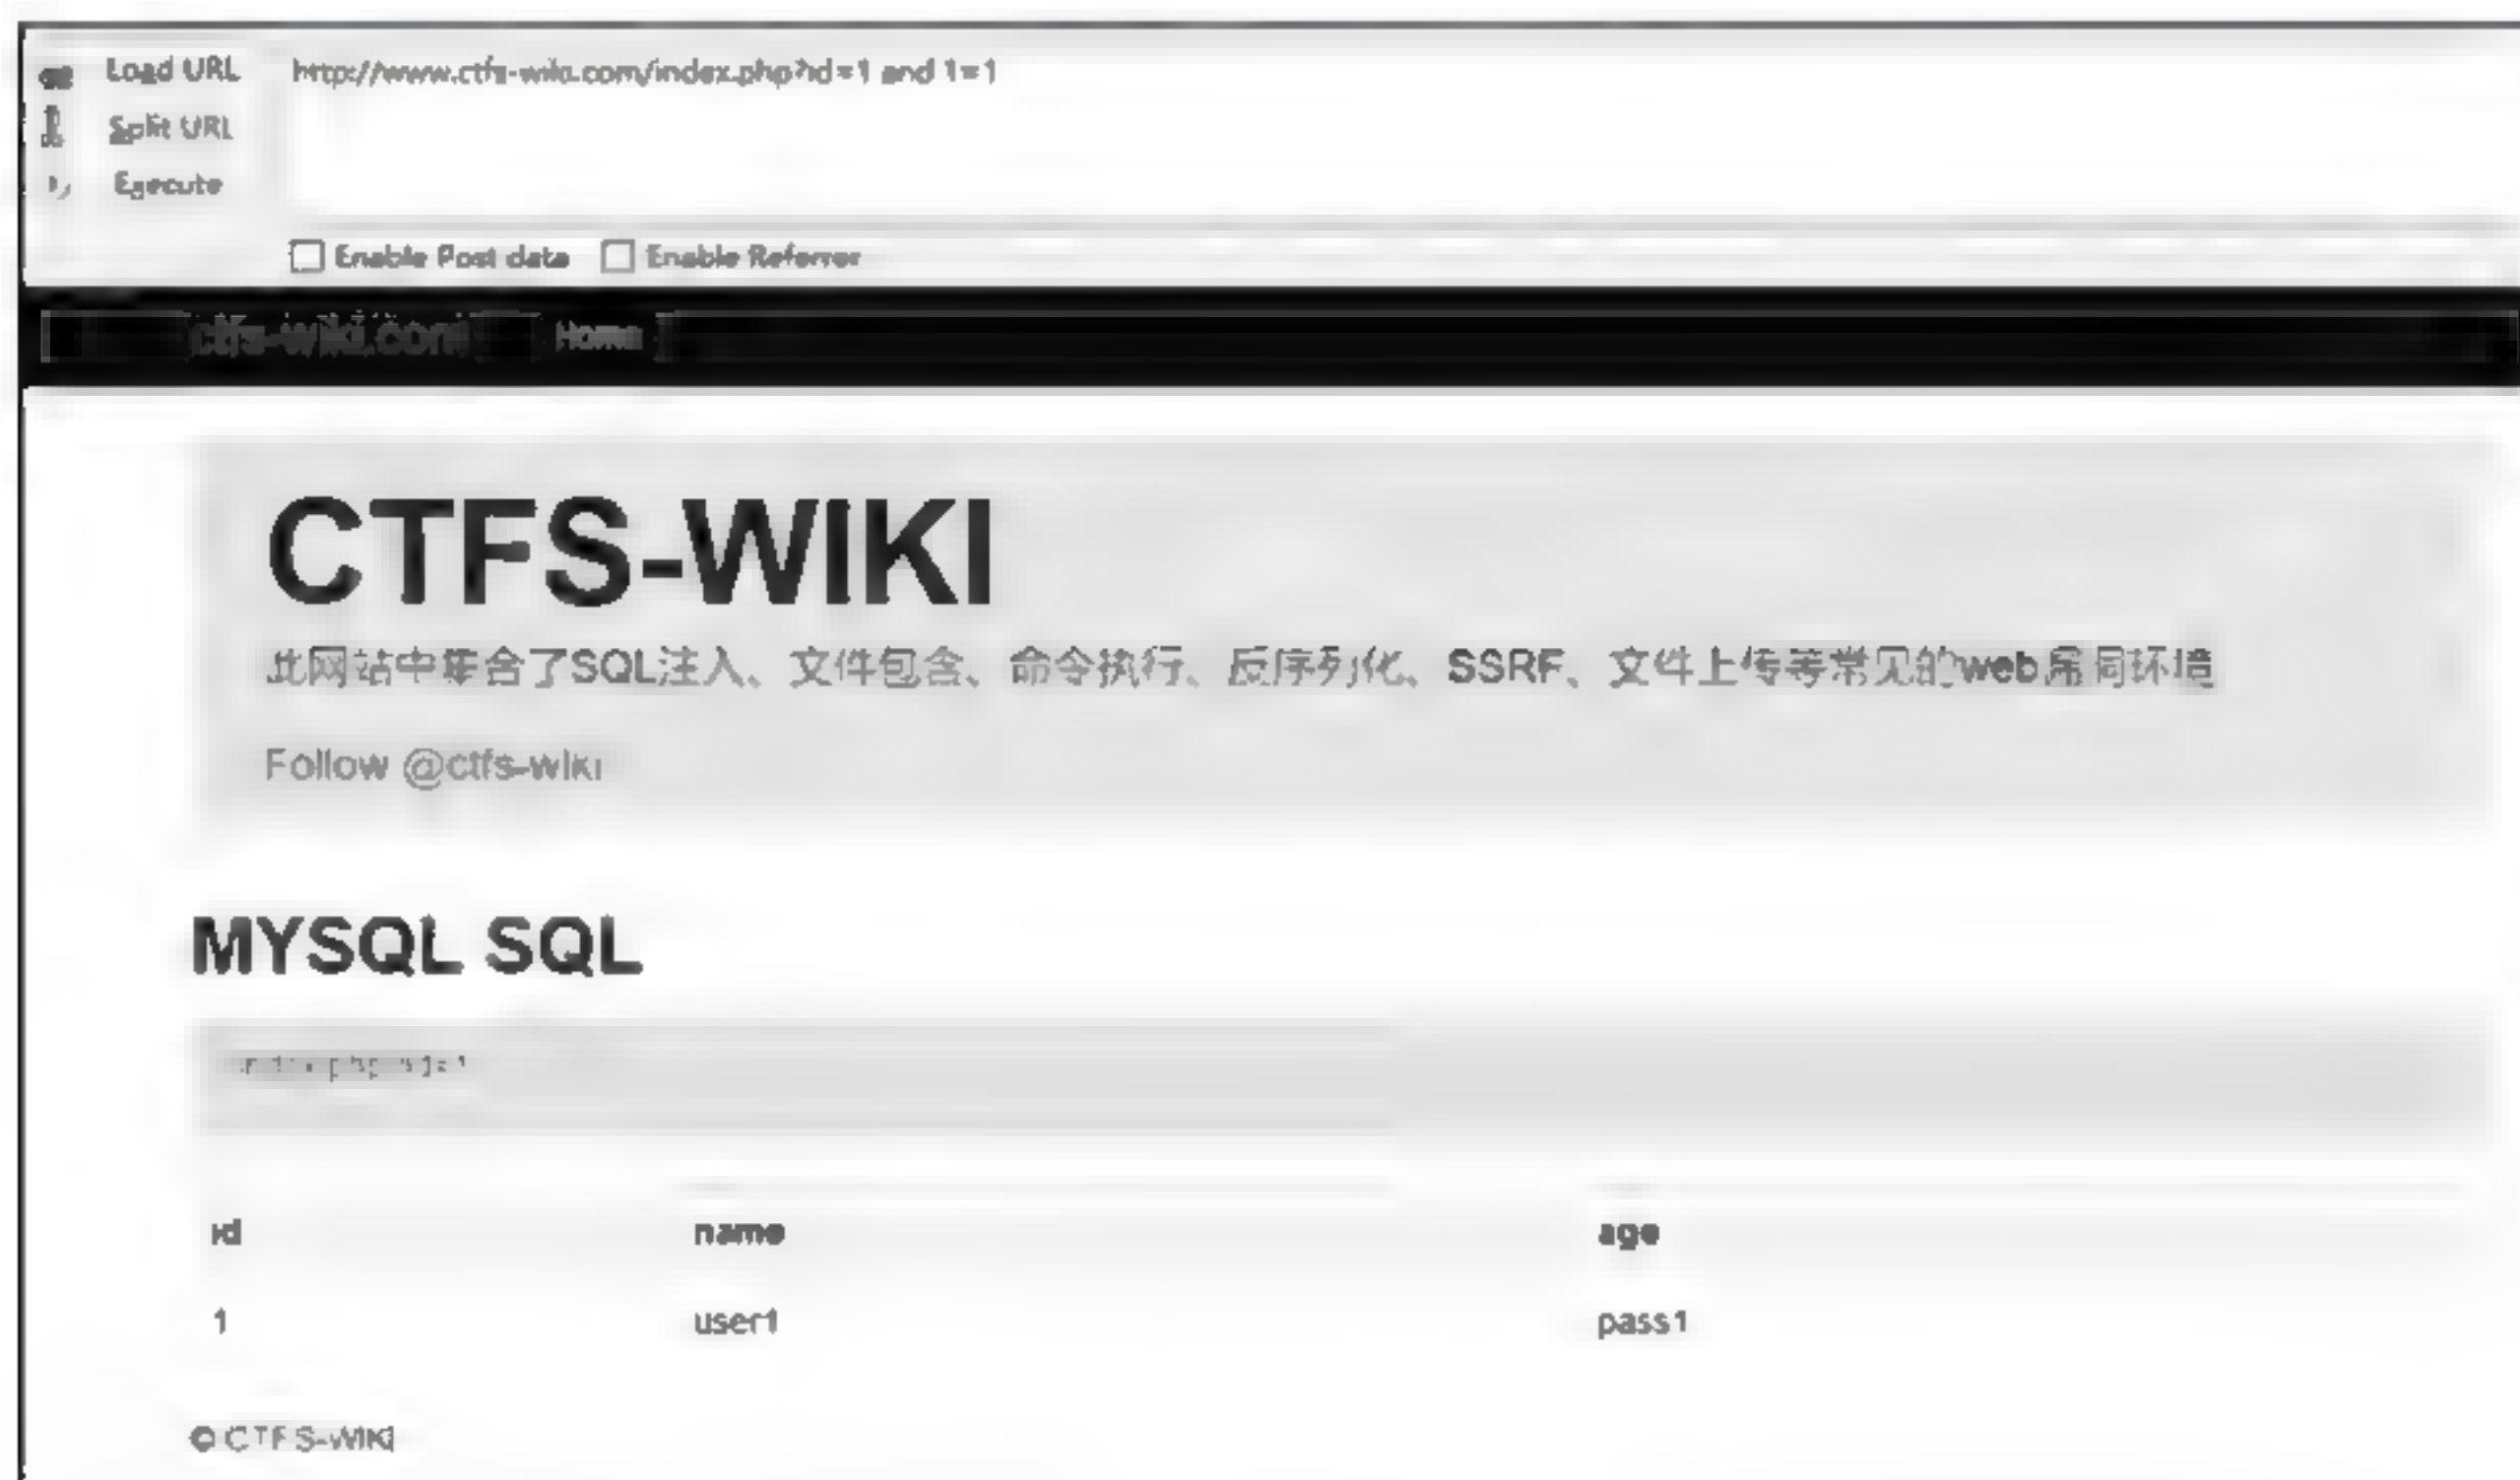 Load URL http://www.ctfs-wiki.com/index.php?id=1 and 1=1
Split URL
Execute
Enable Post data Enable Referrer
ctfs-wiki.com Home
CTFS-WIKI
此网站中集合了SQL注入、文件包含、命令执行、反序列化、SSRF、文件上传等常见的web漏洞环境
Follow @ctfs-wiki
MYSQL SQL
id name age
1 user1 pass1
© CTFS-WIKI